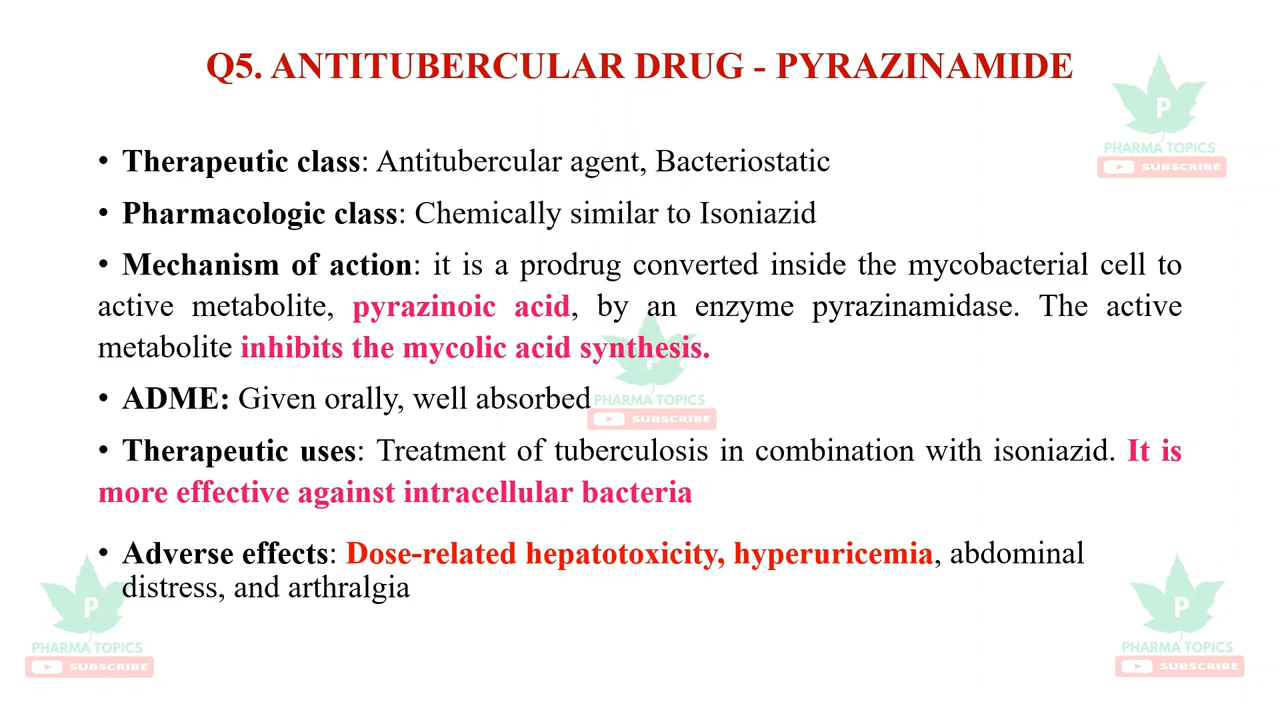 Q5. ANTITUBERCULAR DRUG - PYRAZINAMIDE
P
PHARMA TOPICS
SUBSCRIBE
• Therapeutic class: Antitubercular agent, Bacteriostatic
• Pharmacologic class: Chemically similar to Isoniazid
• Mechanism of action: it is a prodrug converted inside the mycobacterial cell to
active metabolite, pyrazinoic acid, by an enzyme pyrazinamidase. The active
metabolite inhibits the mycolic acid synthesis.
P
• ADME: Given orally, well absorbed
PHARMA TOPICS
SUBSCRIBE
• Therapeutic uses: Treatment of tuberculosis in combination with isoniazid. It is
more effective against intracellular bacteria
• Adverse effects: Dose-related hepatotoxicity, hyperuricemia, abdominal
distress, and arthralgia
P
PHARMA TOPICS
SUBSCRIBE
P
PHARMA TOPICS
SUBSCRIBE